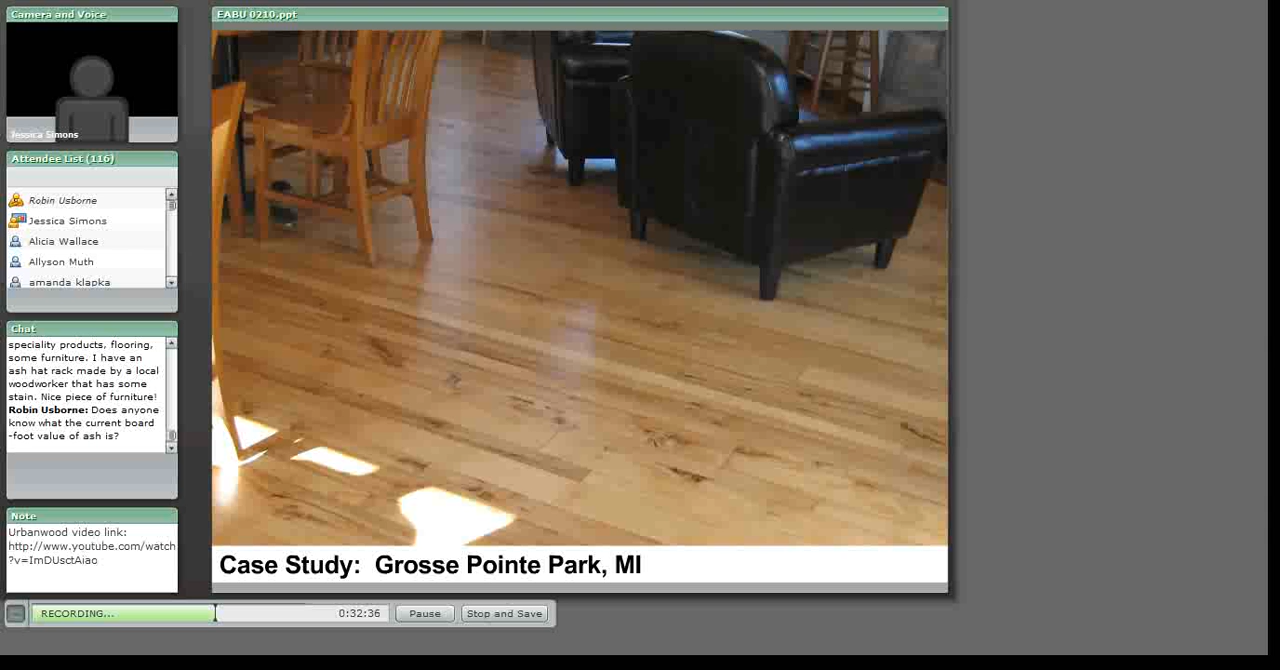 Camera and Voice
Jessica Simons
Attendee List (116)
Robin Usborne
Jessica Simons
Alicia Wallace
Allyson Muth
amanda klapka
Chat
speciality products, flooring,
some furniture. I have an
ash hat rack made by a local
woodworker that has some
stain. Nice piece of furniture!
Robin Usborne: Does anyone
know what the current board
-foot value of ash is?
Note
Urbanwood video link:
http://www.youtube.com/watch
?v=ImDUsctAiao
EABU 0210.ppt
Case Study: Grosse Pointe Park, MI
RECORDING...
0:32:36
Pause
Stop and Save